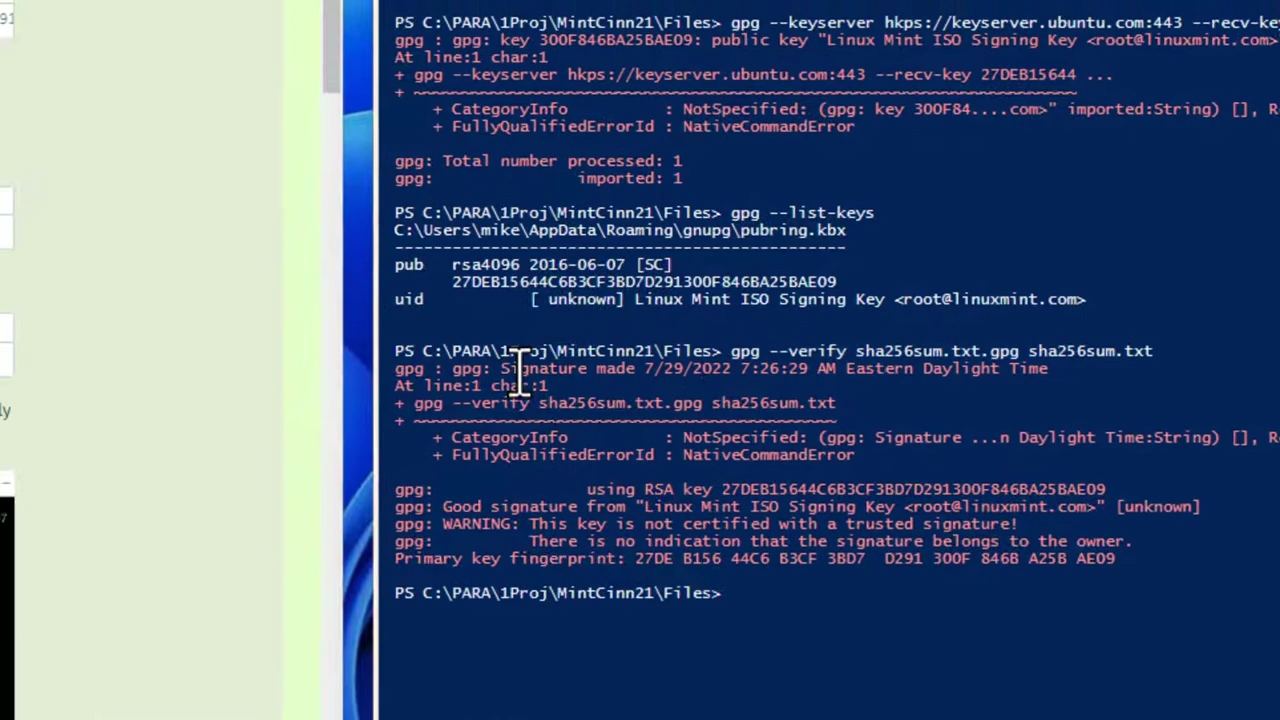 91
PS C:\PARA\1Proj\MintCinn21\Files> gpg --keyserver hkps://keyserver.ubuntu.com:443 --recv-key
gpg : gpg: key 300F846BA25BAE09: public key "Linux Mint ISO Signing Key <root@linuxmint.com>
At line:1 char:1
+ gpg --keyserver hkps://keyserver.ubuntu.com:443 --recv-key 27DEB15644 ...
+ ~~~~~~~~~~~~~~~~~~~~~~~~~~~~~~~~~~~~~~~~~~~~~~~~~~~~~~~~~~~~~~~~~~~~~
+ CategoryInfo : NotSpecified: (gpg: key 300F84....com>" imported:String) [], R
+ FullyQualifiedErrorId : NativeCommandError
gpg: Total number processed: 1
gpg: imported: 1
PS C:\PARA\1Proj\MintCinn21\Files> gpg --list-keys
C:\Users\mike\AppData\Roaming\gnupg\pubring.kbx
-----------------------------------------------
pub rsa4096 2016-06-07 [SC]
27DEB15644C6B3CF3BD7D291300F846BA25BAE09
uid [ unknown] Linux Mint ISO Signing Key <root@linuxmint.com>
PS C:\PARA\1Proj\MintCinn21\Files> gpg --verify sha256sum.txt.gpg sha256sum.txt
gpg : gpg: Signature made 7/29/2022 7:26:29 AM Eastern Daylight Time
At line:1 char:1
+ gpg --verify sha256sum.txt.gpg sha256sum.txt
+ ~~~~~~~~~~~~~~~~~~~~~~~~~~~~~~~~~~~~~~~~~~~~
+ CategoryInfo : NotSpecified: (gpg: Signature ...n Daylight Time:String) [], R
+ FullyQualifiedErrorId : NativeCommandError
gpg: using RSA key 27DEB15644C6B3CF3BD7D291300F846BA25BAE09
gpg: Good signature from "Linux Mint ISO Signing Key <root@linuxmint.com>" [unknown]
gpg: WARNING: This key is not certified with a trusted signature!
gpg: There is no indication that the signature belongs to the owner.
Primary key fingerprint: 27DE B156 44C6 B3CF 3BD7 D291 300F 846B A25B AE09
PS C:\PARA\1Proj\MintCinn21\Files>